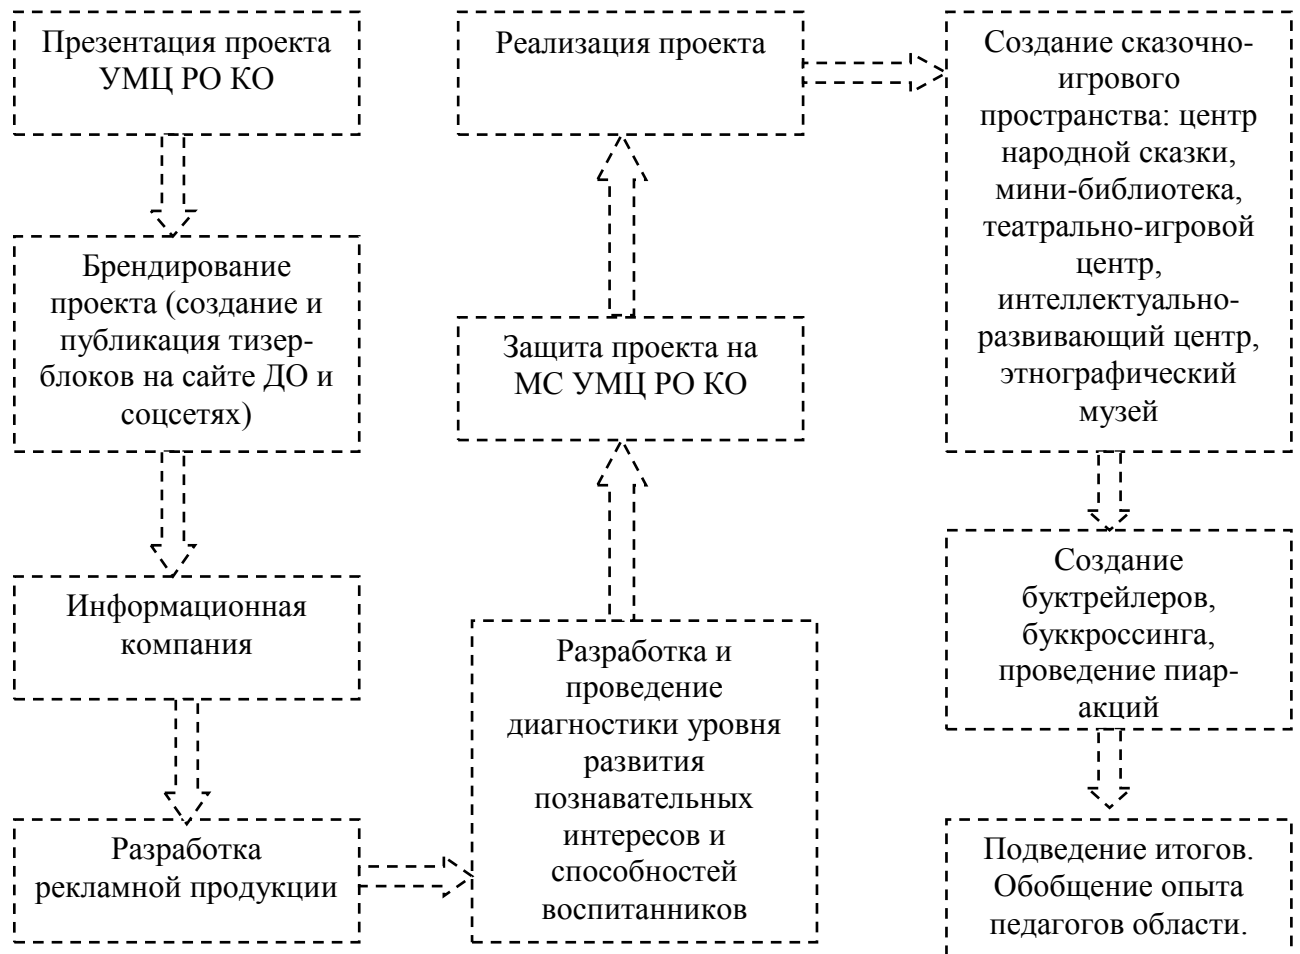 Презентация проекта
УМЦ РО КО
Брендирование
проекта (создание и
публикация тизер-
блоков на сайте ДО и
соцсетях)
Информационная
компания
Разработка
рекламной продукции
Разработка и
проведение
диагностики уровня
развития
познавательных
интересов и
способностей
воспитанников
Защита проекта на
МС УМЦ РО КО
Реализация проекта
Создание сказочно-
игрового
пространства: центр
народной сказки,
мини-библиотека,
театрально-игровой
центр,
интеллектуально-
развивающий центр,
этнографический
музей
Создание
буктрейлеров,
буккроссинга,
проведение пиар-
акций
Подведение итогов.
Обобщение опыта
педагогов области.